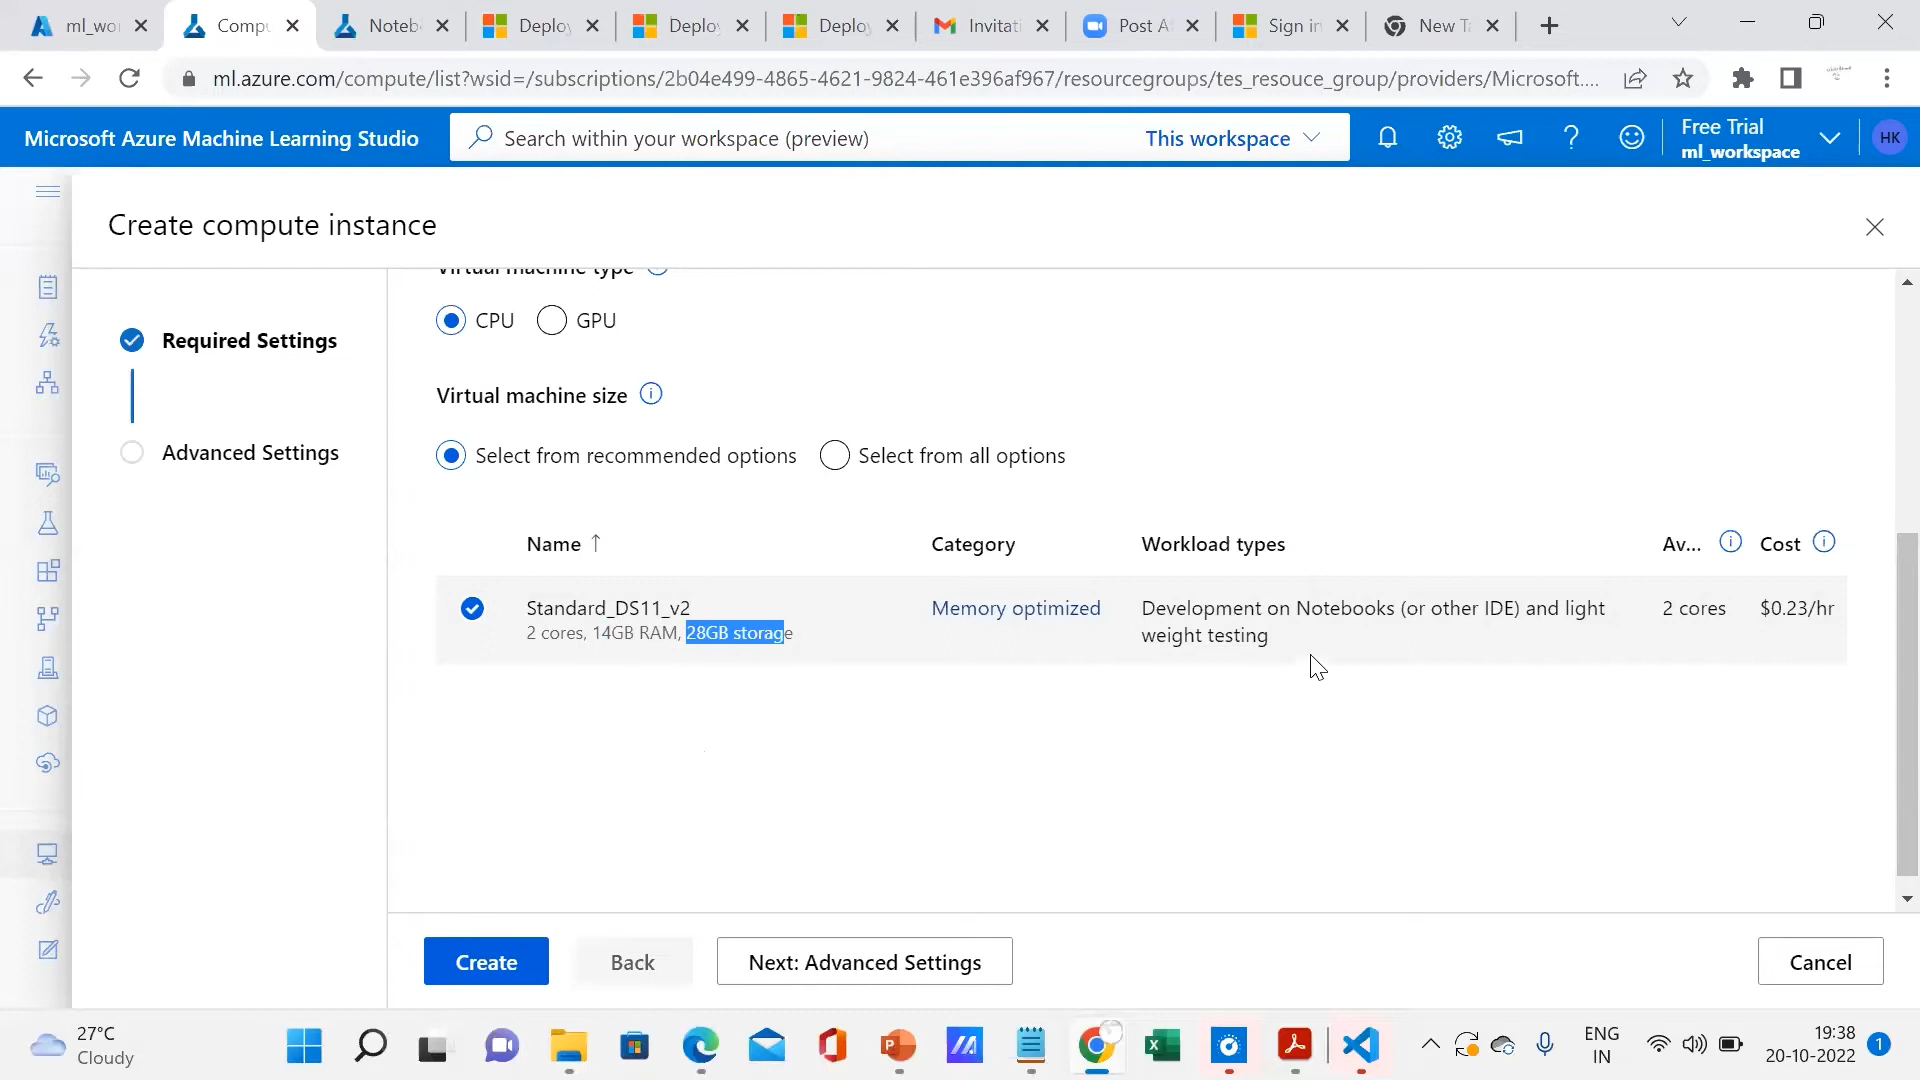 ml_wo
Compu
Noteb
Deploy
Deploy
Deploy
Invitati
Post A
Sign in
New Ta
ml.azure.com/compute/list?wsid=/subscriptions/2b04e499-4865-4621-9824-461e396af967/resourcegroups/tes_resouce_group/providers/Microsoft....
Microsoft Azure Machine Learning Studio
Search within your workspace (preview)
This workspace
Free Trial
ml_workspace
HK
Create compute instance
Virtual machine type
CPU
GPU
Required Settings
Virtual machine size
Advanced Settings
Select from recommended options
Select from all options
Name ↑
Category
Workload types
Av...
Cost
Standard_DS11_v2
2 cores, 14GB RAM, 28GB storage
Memory optimized
Development on Notebooks (or other IDE) and light
weight testing
2 cores
$0.23/hr
Create
Back
Next: Advanced Settings
Cancel
27°C
Cloudy
ENG
IN
19:38
20-10-2022
1